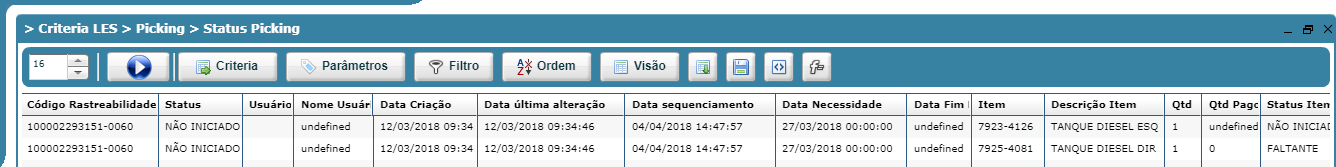 > Criteria LES > Picking > Status Picking
16 Criteria Parâmetros Filtro Ordem Visão
Código Rastreabilidade Status Usuário Nome Usuár Data Criação Data última alteração Data sequenciamento Data Necessidade Data Fim Item Descrição Item Qtd Qtd Pago Status Item
100002293151-0060 NÃO INICIADO undefined 12/03/2018 09:34 12/03/2018 09:34:46 04/04/2018 14:47:57 27/03/2018 00:00:00 undefined 7923-4126 TANQUE DIESEL ESQ 1 undefined NÃO INICIAD
100002293151-0060 NÃO INICIADO undefined 12/03/2018 09:34 12/03/2018 09:34:46 04/04/2018 14:47:57 27/03/2018 00:00:00 undefined 7925-4081 TANQUE DIESEL DIR 1 0 FALTANTE